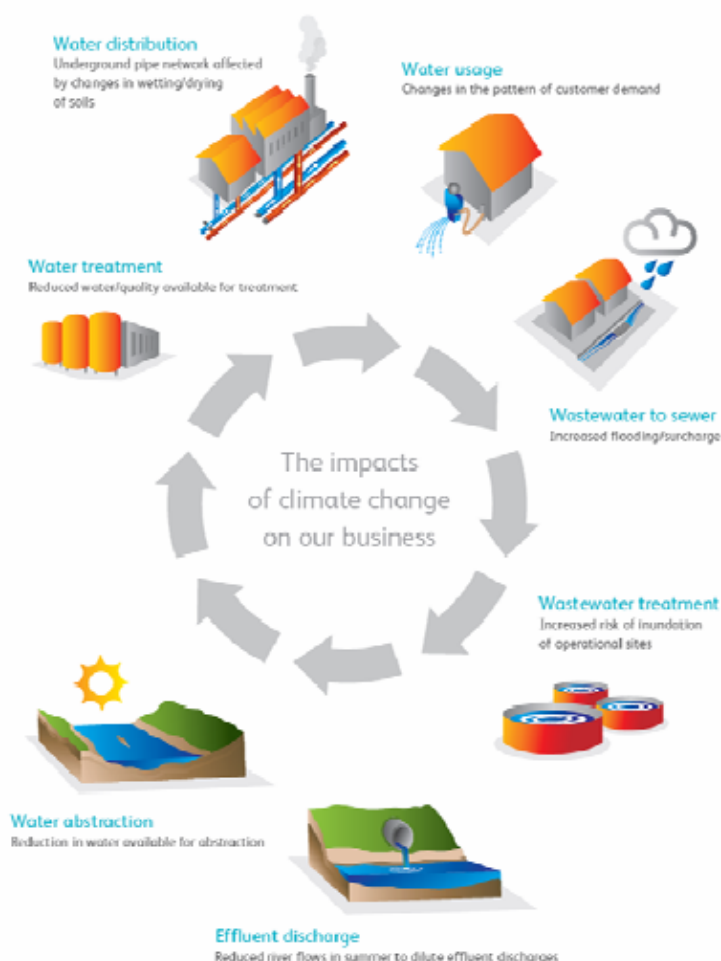 Water distribution
Underground pipe network affected
by changes in wetting/drying
of soils
Water usage
Changes in the pattern of customer demand
Water treatment
Reduced water/quality available for treatment
Wastewater to sewer
Increased flooding/surcharge
The impacts
of climate change
on our business
Wastewater treatment
Increased risk of inundation
of operational sites
Water abstraction
Reduction in water available for abstraction
Effluent discharge
Reduced river flows in summer to dilute effluent discharges